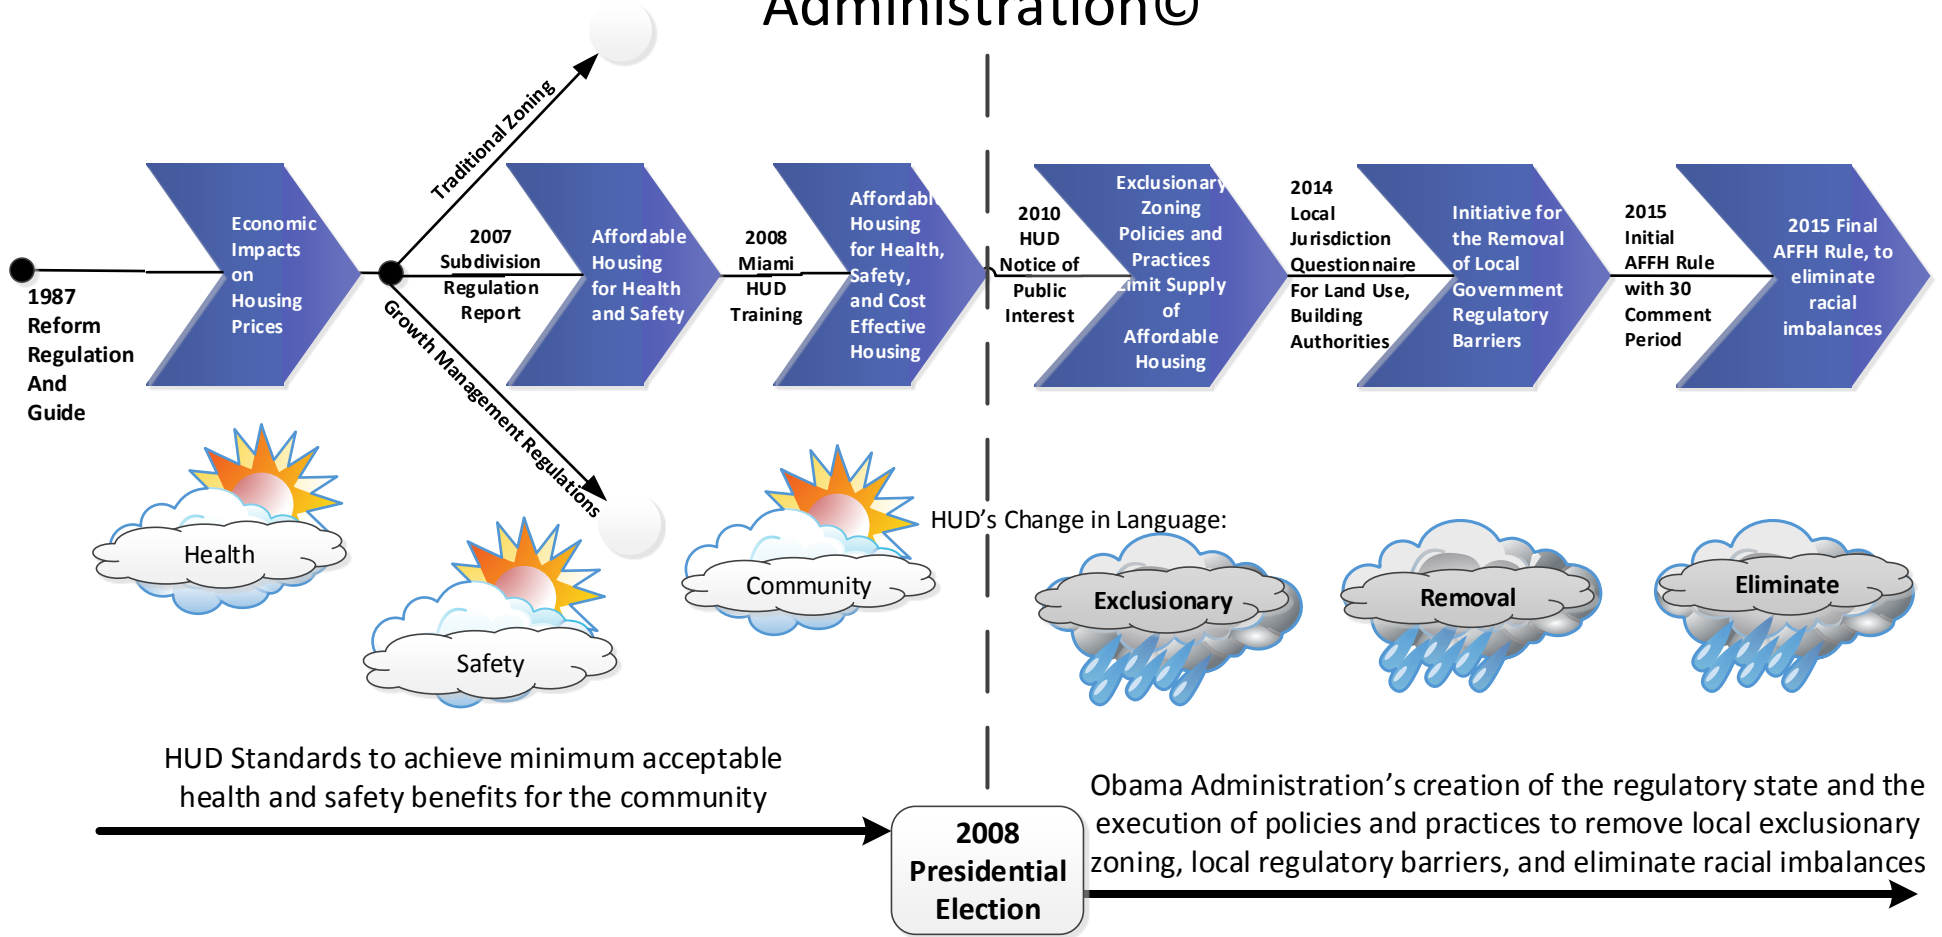 Administration©
Traditional Zoning
Growth Management Regulations
1987
Reform
Regulation
And
Guide
Economic
Impacts
on
Housing
Prices
2007
Subdivision
Regulation
Report
Affordable
Housing
for Health
and Safety
2008
Miami
HUD
Training
Affordable
Housing
for Health,
Safety,
and Cost
Effective
Housing
2010
HUD
Notice of
Public
Interest
Exclusionary
Zoning
Policies and
Practices
Limit Supply
of
Affordable
Housing
2014
Local
Jurisdiction
Questionnaire
For Land Use,
Building
Authorities
Initiative for
the Removal
of Local
Government
Regulatory
Barriers
2015
Initial
AFFH Rule
with 30
Comment
Period
2015 Final
AFFH Rule, to
eliminate
racial
imbalances
Health
Safety
Community
HUD's Change in Language:
Exclusionary
Removal
Eliminate
HUD Standards to achieve minimum acceptable
health and safety benefits for the community
2008
Presidential
Election
Obama Administration's creation of the regulatory state and the
execution of policies and practices to remove local exclusionary
zoning, local regulatory barriers, and eliminate racial imbalances